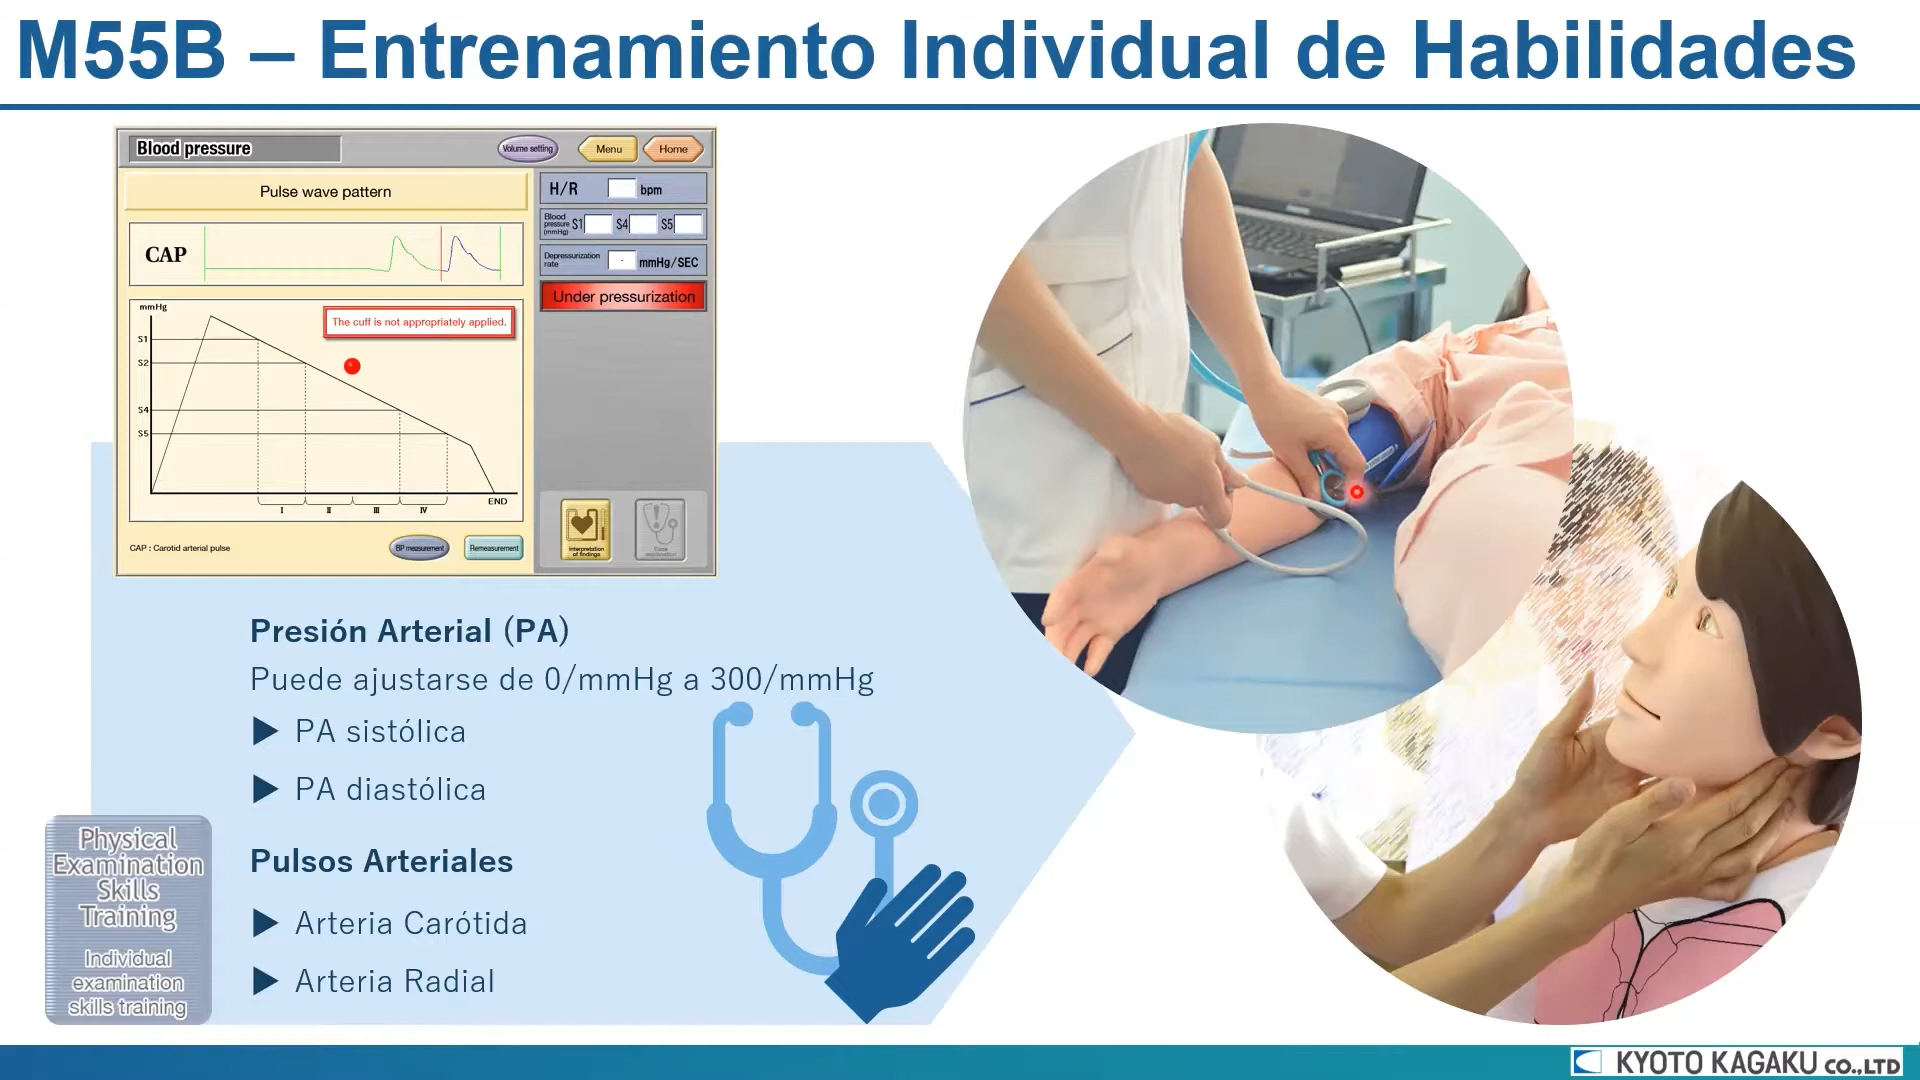 M55B – Entrenamiento Individual de Habilidades
Blood pressure
Volume setting
Menu
Home
Pulse wave pattern
H/R bpm
Blood pressure (mmHg) S1 S4 S5
CAP
Depressurization rate - mmHg/SEC
Under pressurization
mmHg
The cuff is not appropriately applied.
S1
S2
S4
S5
END
I II III IV
CAP : Carotid arterial pulse
BP measurement
Remeasurement
Interpretation of findings
Case explanation
Presión Arterial (PA)
Puede ajustarse de 0/mmHg a 300/mmHg
▶ PA sistólica
▶ PA diastólica
Pulsos Arteriales
▶ Arteria Carótida
▶ Arteria Radial
Physical
Examination
Skills
Training
Individual
examination
skills training
KYOTO KAGAKU CO.,LTD